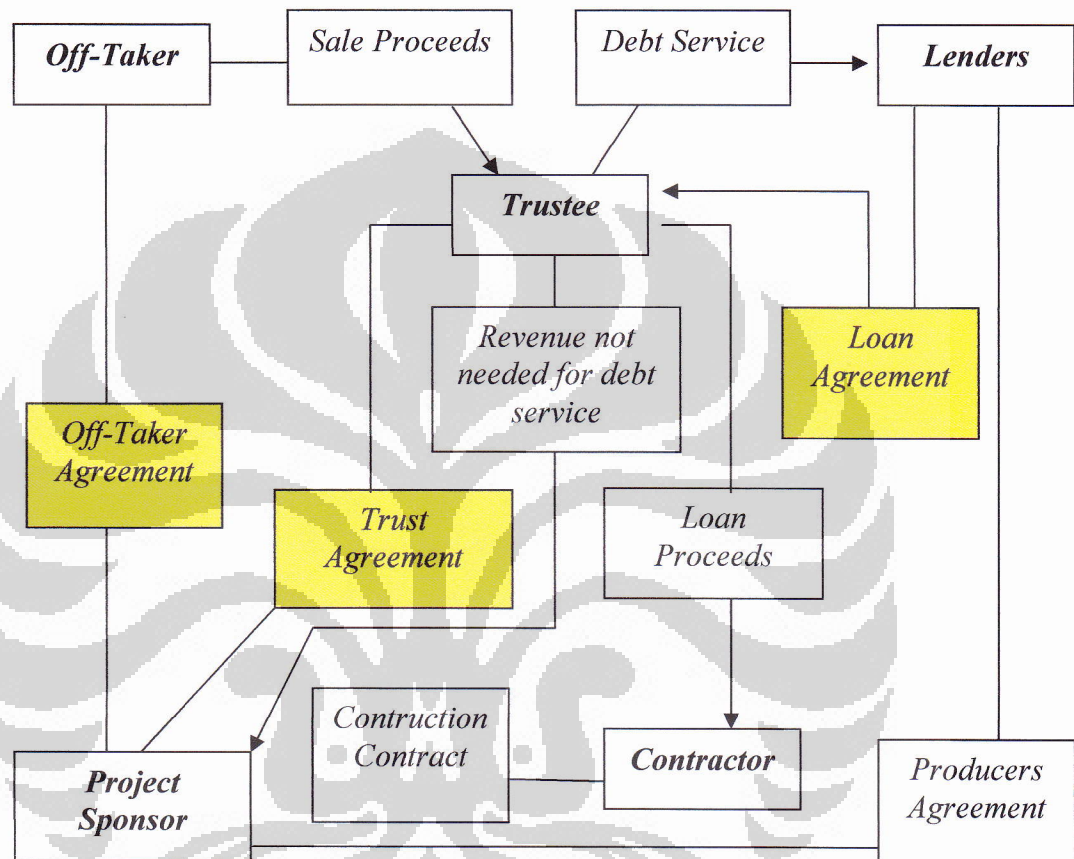 Off-Taker
Sale Proceeds
Debt Service
Lenders
Trustee
Revenue not
needed for debt
service
Loan
Agreement
Off-Taker
Agreement
Trust
Agreement
Loan
Proceeds
Contruction
Contract
Contractor
Project
Sponsor
Producers
Agreement